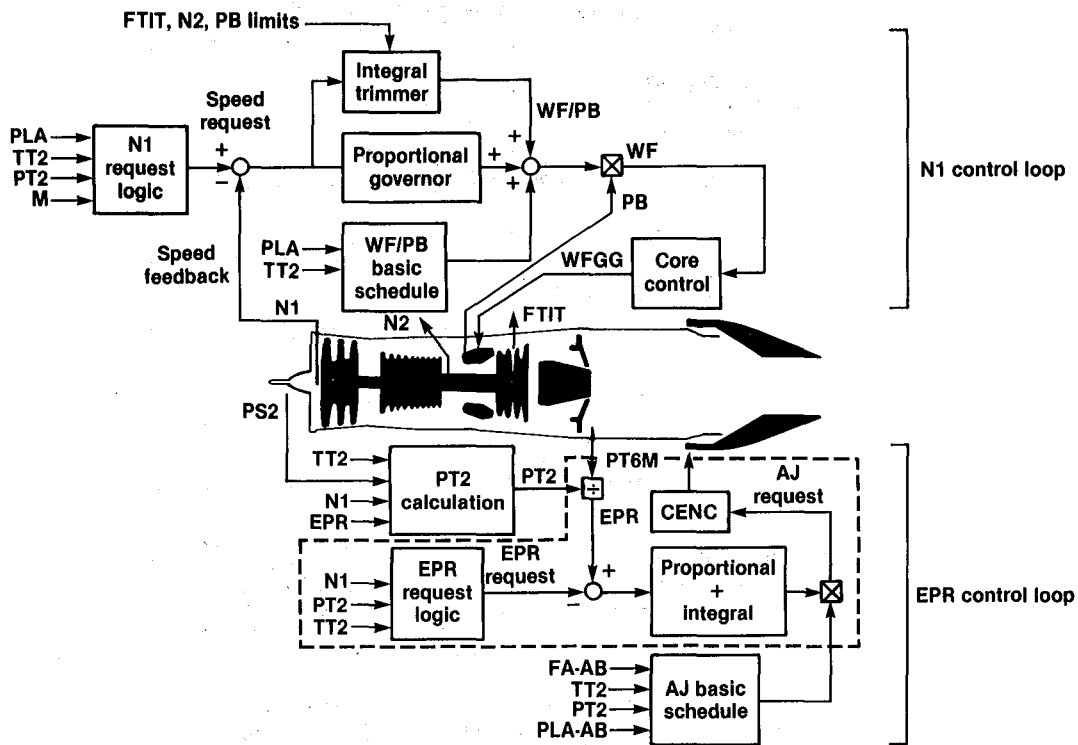 FTIT, N2, PB limits
Integral
trimmer
Speed
request
WF/PB
PLA
TT2
PT2
M
N1
request
logic
+
−
Proportional
governor
+
+
+
WF
PB
N1 control loop
PLA
TT2
WF/PB
basic
schedule
Speed
feedback
WFGG
Core
control
N1
N2
FTIT
PS2
TT2
N1
EPR
PT2
calculation
PT2
PT6M
÷
EPR
AJ
request
CENC
N1
PT2
TT2
EPR
request
logic
EPR
request
+
−
Proportional
+
integral
EPR control loop
FA-AB
TT2
PT2
PLA-AB
AJ basic
schedule